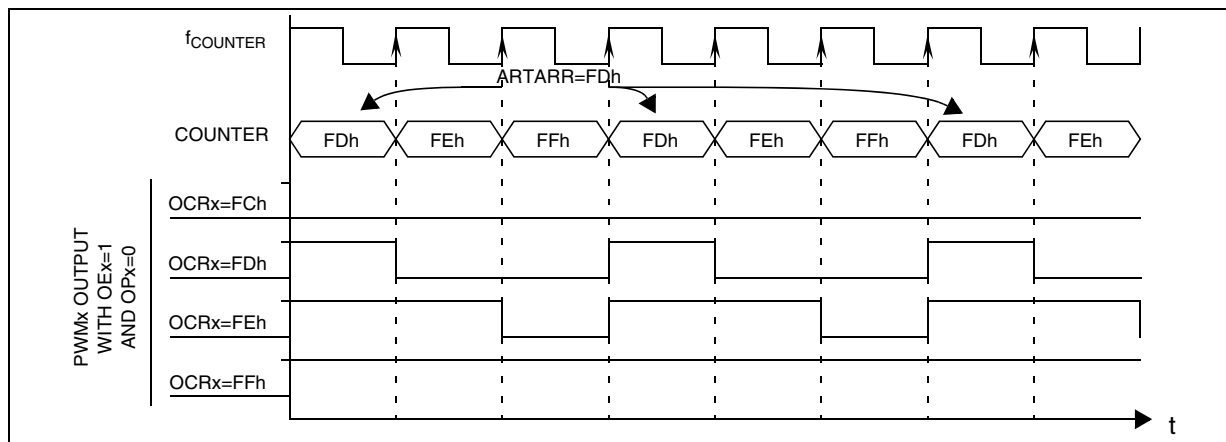 fCOUNTER
ARTARR=FDh
COUNTER
FDh FEh FFh FDh FEh FFh FDh FEh
PWMx OUTPUT
WITH OEx=1
AND OPx=0
OCRx=FCh
OCRx=FDh
OCRx=FEh
OCRx=FFh
t